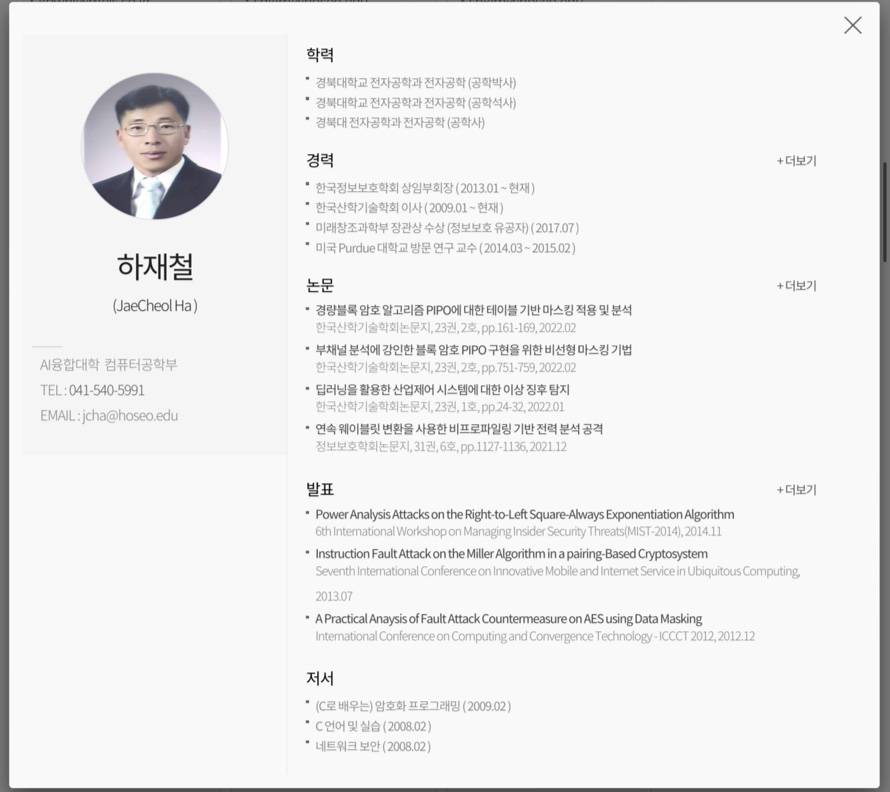 하재철
(JaeCheol Ha )
AI융합대학 컴퓨터공학부
TEL : 041-540-5991
EMAIL : jcha@hoseo.edu
학력
경북대학교 전자공학과 전자공학 (공학박사)
경북대학교 전자공학과 전자공학 (공학석사)
경북대 전자공학과 전자공학 (공학사)
경력
+ 더보기
한국정보보호학회 상임부회장 ( 2013.01 ~ 현재 )
한국산학기술학회 이사 ( 2009.01 ~ 현재 )
미래창조과학부 장관상 수상 (정보보호 유공자) ( 2017.07 )
미국 Purdue 대학교 방문 연구 교수 ( 2014.03 ~ 2015.02 )
논문
+ 더보기
경량블록 암호 알고리즘 PIPO에 대한 테이블 기반 마스킹 적용 및 분석
한국산학기술학회논문지, 23권, 2호, pp.161-169, 2022.02
부채널 분석에 강인한 블록 암호 PIPO 구현을 위한 비선형 마스킹 기법
한국산학기술학회논문지, 23권, 2호, pp.751-759, 2022.02
딥러닝을 활용한 산업제어 시스템에 대한 이상 징후 탐지
한국산학기술학회논문지, 23권, 1호, pp.24-32, 2022.01
연속 웨이블릿 변환을 사용한 비프로파일링 기반 전력 분석 공격
정보보호학회논문지, 31권, 6호, pp.1127-1136, 2021.12
발표
+ 더보기
Power Analysis Attacks on the Right-to-Left Square-Always Exponentiation Algorithm
6th International Workshop on Managing Insider Security Threats(MIST-2014), 2014.11
Instruction Fault Attack on the Miller Algorithm in a pairing-Based Cryptosystem
Seventh International Conference on Innovative Mobile and Internet Service in Ubiquitous Computing,
2013.07
A Practical Anaysis of Fault Attack Countermeasure on AES using Data Masking
International Conference on Computing and Convergence Technology - ICCCT 2012, 2012.12
저서
(C로 배우는) 암호화 프로그래밍 ( 2009.02 )
C 언어 및 실습 ( 2008.02 )
네트워크 보안 ( 2008.02 )